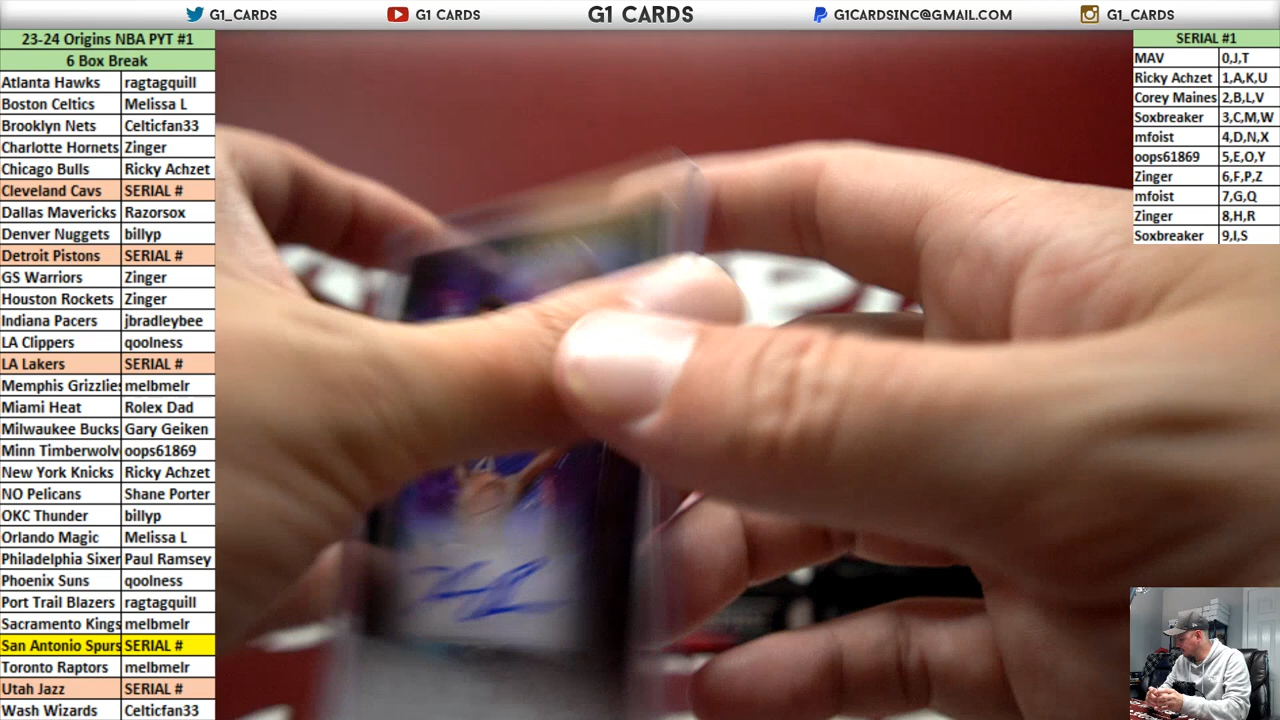 G1_CARDS G1 CARDS G1 CARDS G1CARDSINC@GMAIL.COM G1_CARDS
23-24 Origins NBA PYT #1
6 Box Break
Atlanta Hawks ragtagquill
Boston Celtics Melissa L
Brooklyn Nets Celticfan33
Charlotte Hornets Zinger
Chicago Bulls Ricky Achzet
Cleveland Cavs SERIAL #
Dallas Mavericks Razorsox
Denver Nuggets billyp
Detroit Pistons SERIAL #
GS Warriors Zinger
Houston Rockets Zinger
Indiana Pacers jbradleybee
LA Clippers qoolness
LA Lakers SERIAL #
Memphis Grizzlies melbmelr
Miami Heat Rolex Dad
Milwaukee Bucks Gary Geiken
Minn Timberwolv oops61869
New York Knicks Ricky Achzet
NO Pelicans Shane Porter
OKC Thunder billyp
Orlando Magic Melissa L
Philadelphia Sixer Paul Ramsey
Phoenix Suns qoolness
Port Trail Blazers ragtagquill
Sacramento Kings melbmelr
San Antonio Spurs SERIAL #
Toronto Raptors melbmelr
Utah Jazz SERIAL #
Wash Wizards Celticfan33
SERIAL #1
MAV 0,J,T
Ricky Achzet 1,A,K,U
Corey Maines 2,B,L,V
Soxbreaker 3,C,M,W
mfoist 4,D,N,X
oops61869 5,E,O,Y
Zinger 6,F,P,Z
mfoist 7,G,Q
Zinger 8,H,R
Soxbreaker 9,I,S